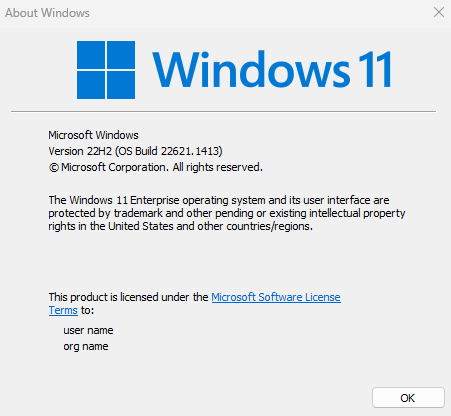 About Windows
Windows 11
Microsoft Windows
Version 22H2 (OS Build 22621.1413)
© Microsoft Corporation. All rights reserved.
The Windows 11 Enterprise operating system and its user interface are
protected by trademark and other pending or existing intellectual property
rights in the United States and other countries/regions.
This product is licensed under the Microsoft Software License
Terms to:
user name
org name
OK